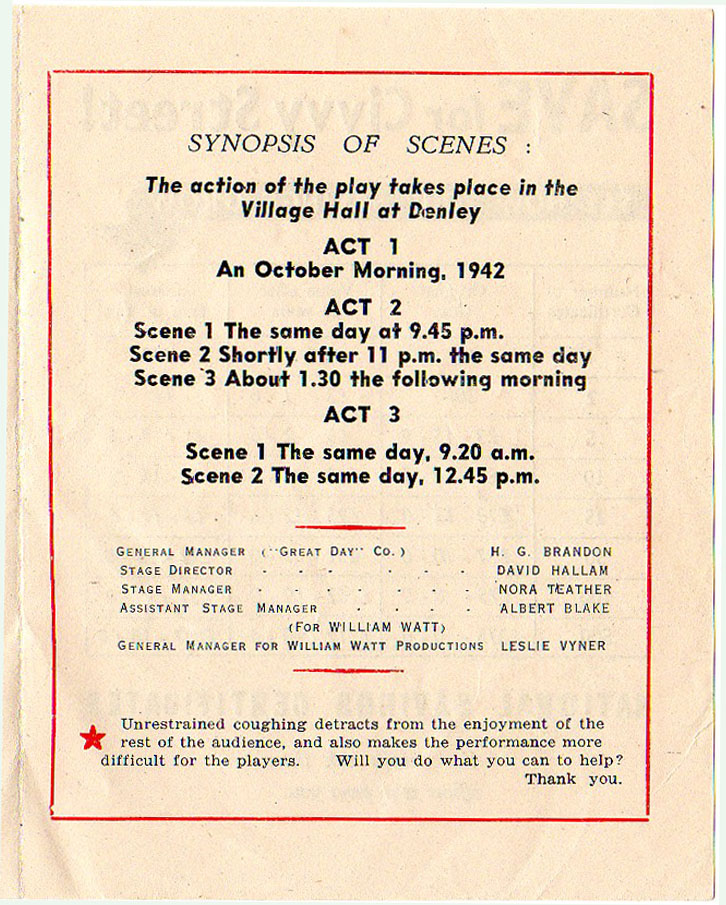 SYNOPSIS OF SCENES :
The action of the play takes place in the
Village Hall at Denley
ACT 1
An October Morning, 1942
ACT 2
Scene 1 The same day at 9.45 p.m.
Scene 2 Shortly after 11 p.m. the same day
Scene 3 About 1.30 the following morning
ACT 3
Scene 1 The same day, 9.20 a.m.
Scene 2 The same day, 12.45 p.m.
GENERAL MANAGER ("GREAT DAY" CO.) H. G. BRANDON
STAGE DIRECTOR - - - - - - DAVID HALLAM
STAGE MANAGER - - - - - - NORA TEATHER
ASSISTANT STAGE MANAGER - - - - ALBERT BLAKE
(FOR WILLIAM WATT)
GENERAL MANAGER FOR WILLIAM WATT PRODUCTIONS LESLIE VYNER
Unrestrained coughing detracts from the enjoyment of the
rest of the audience, and also makes the performance more
difficult for the players. Will you do what you can to help?
Thank you.